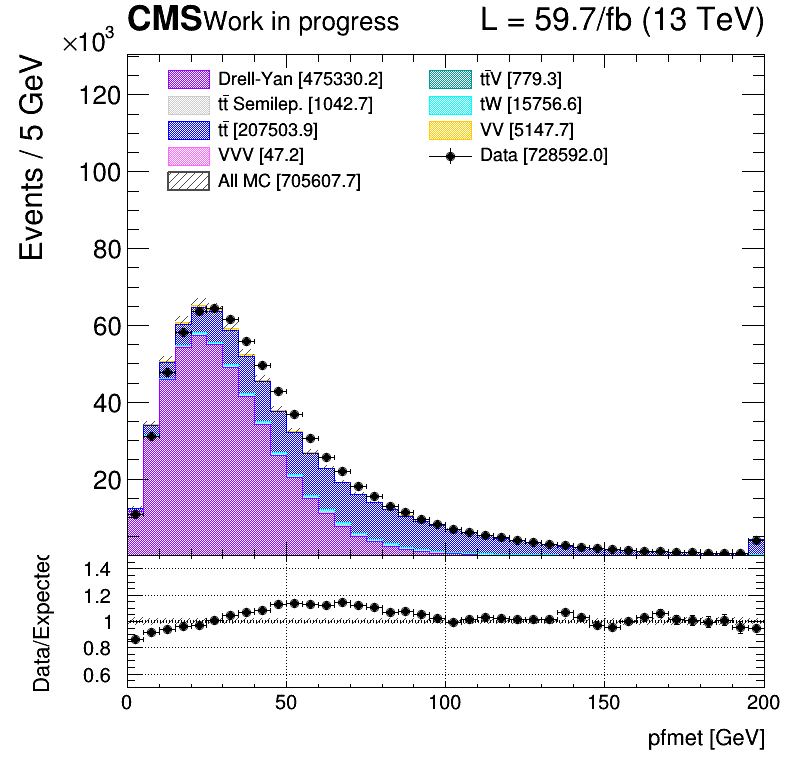 CMS Work in progress L = 59.7/fb (13 TeV)
×10³
Events / 5 GeV
120
100
80
60
40
20
Drell-Yan [475330.2]
tt̄ Semilep. [1042.7]
tt̄ [207503.9]
VVV [47.2]
All MC [705607.7]
tt̄V [779.3]
tW [15756.6]
VV [5147.7]
Data [728592.0]
Data/Expected
1.4
1.2
1
0.8
0.6
0 50 100 150 200
pfmet [GeV]